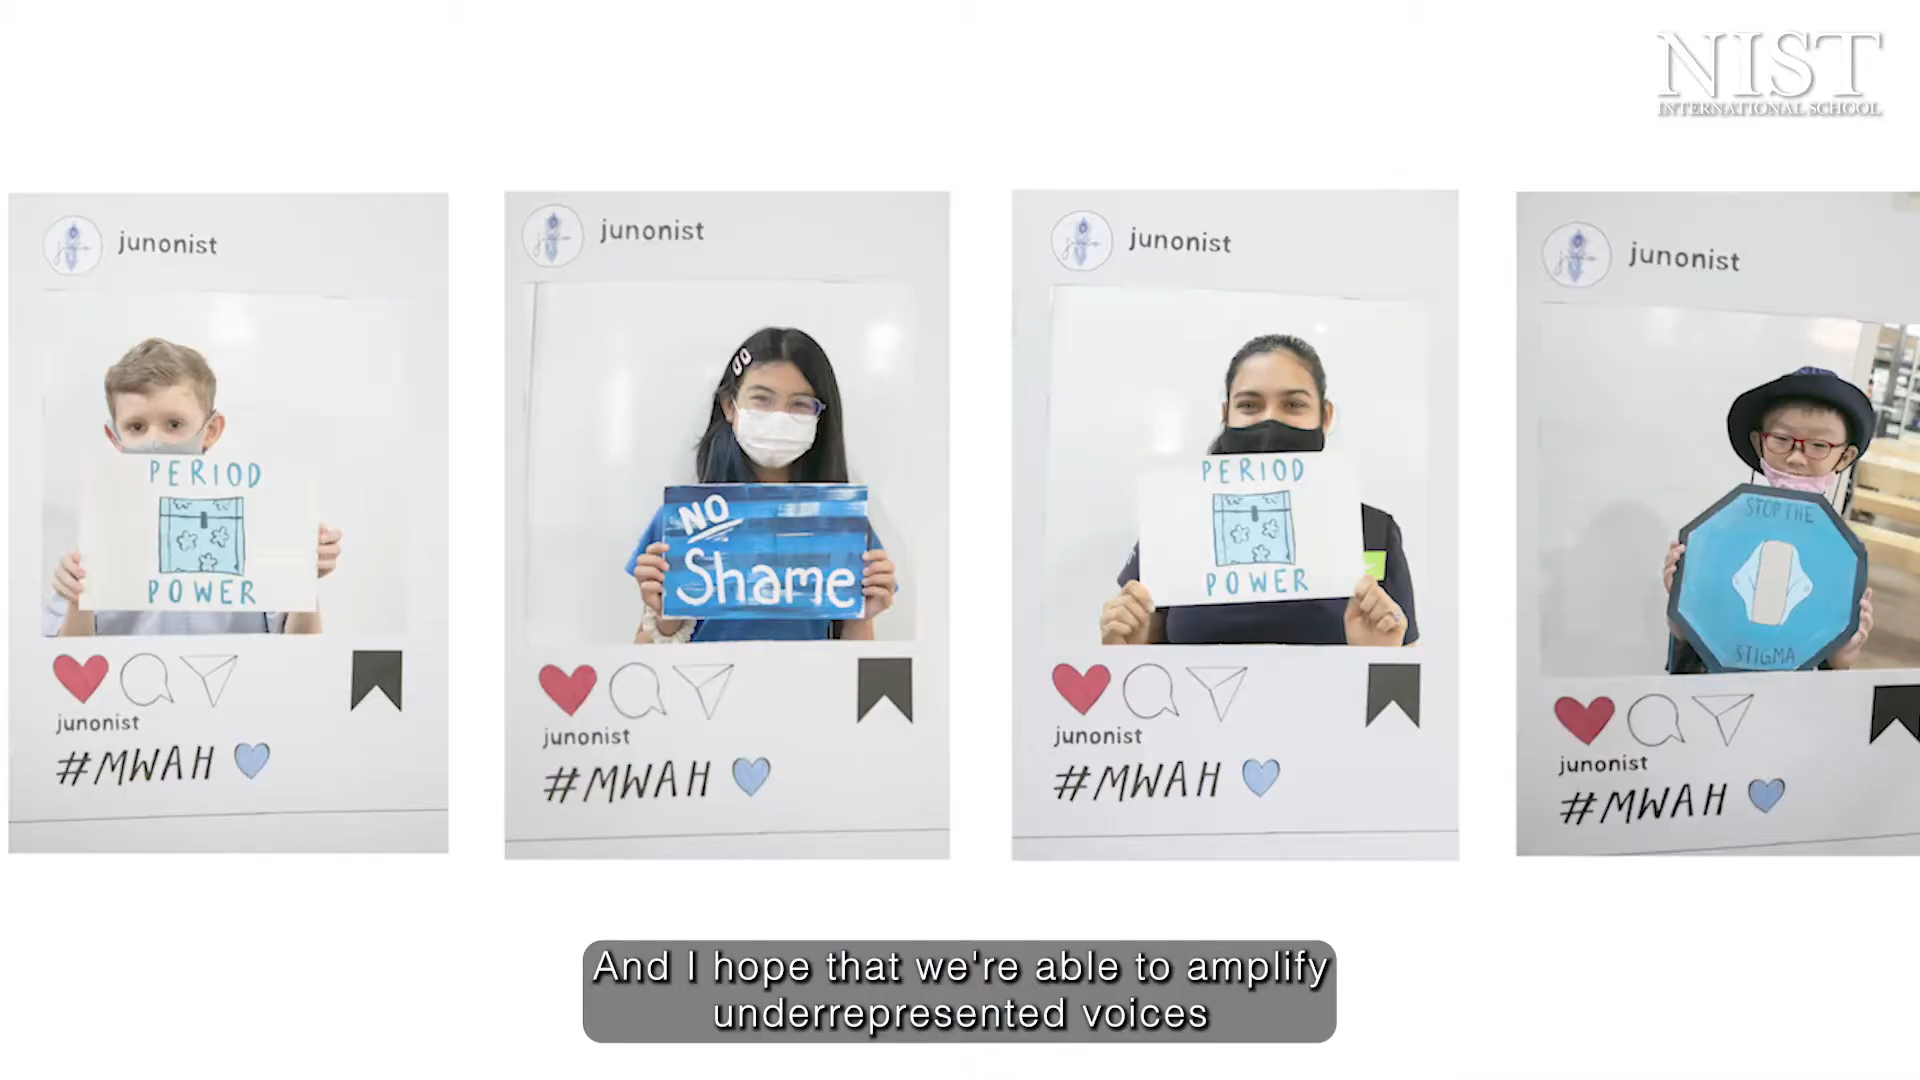 NIST
INTERNATIONAL SCHOOL
junonist
PERIOD
POWER
junonist
#MWAH
junonist
NO
Shame
junonist
#MWAH
junonist
PERIOD
POWER
junonist
#MWAH
junonist
STOP THE
STIGMA
junonist
#MWAH
And I hope that we're able to amplify
underrepresented voices